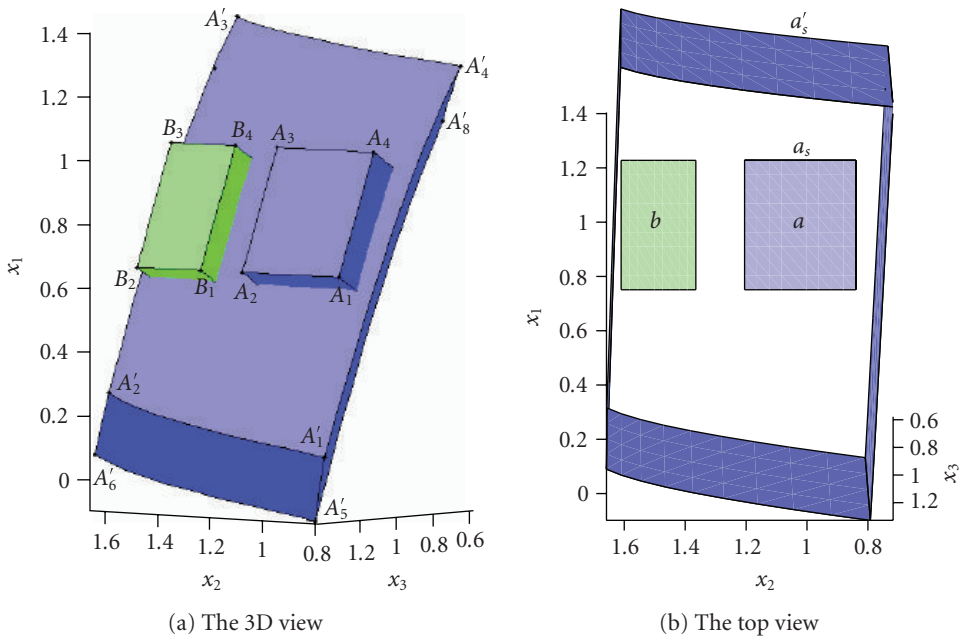 A′3
1.4
A′4
1.2
A′8
B3 B4 A3 A4
1
0.8
x1
0.6
B2 B1 A2 A1
0.4
A′2
0.2
A′1
0
A′6
A′5
1.6 1.4 1.2 1 0.8 1.2 1 0.8 0.6
x2 x3
(a) The 3D view
a′s
1.4
1.2
as
1
b a
0.8
x1
0.6
0.4
0.2
0
0.6
0.8
1
1.2
x3
1.6 1.4 1.2 1 0.8
x2
(b) The top view